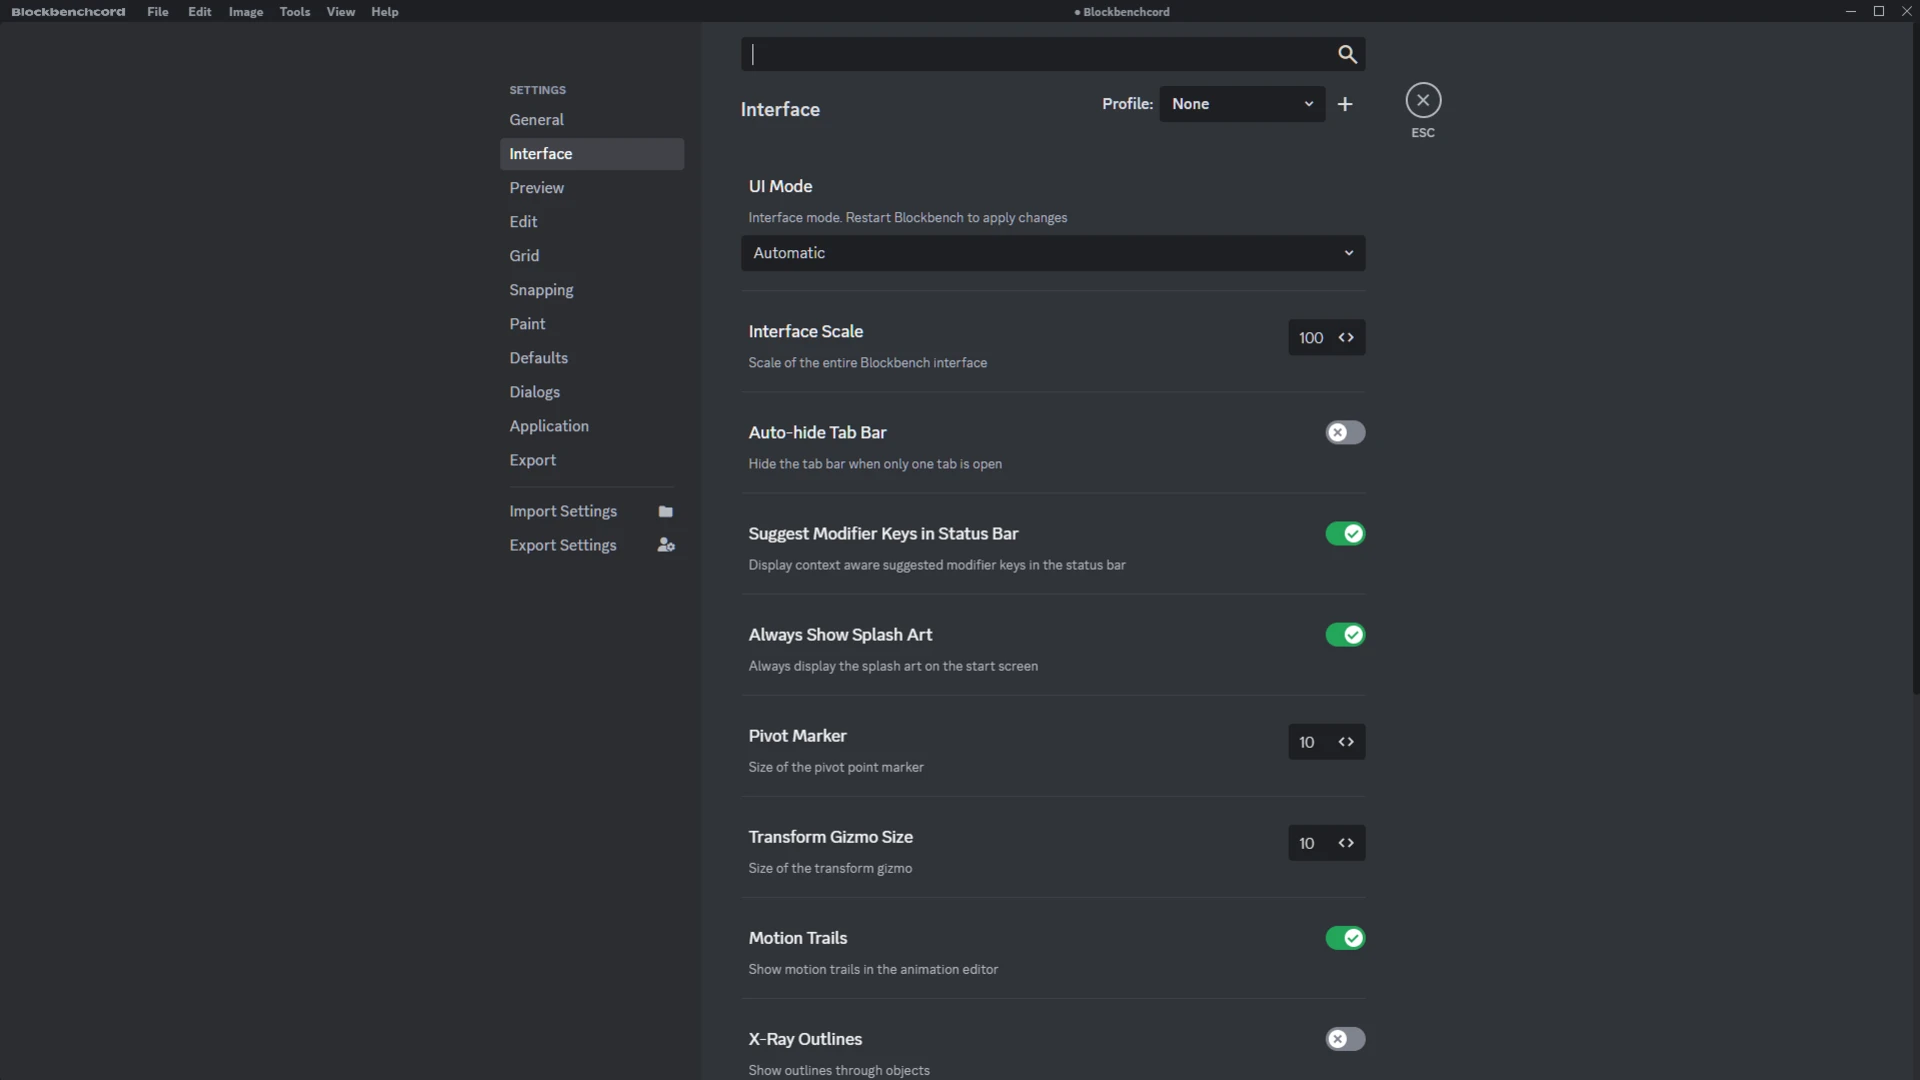 Blockbenchcord File Edit Image Tools View Help
• Blockbenchcord
SETTINGS
General
Interface
Preview
Edit
Grid
Snapping
Paint
Defaults
Dialogs
Application
Export
Import Settings
Export Settings
Interface
Profile: None
ESC
UI Mode
Interface mode. Restart Blockbench to apply changes
Automatic
Interface Scale
100
Scale of the entire Blockbench interface
Auto-hide Tab Bar
Hide the tab bar when only one tab is open
Suggest Modifier Keys in Status Bar
Display context aware suggested modifier keys in the status bar
Always Show Splash Art
Always display the splash art on the start screen
Pivot Marker
10
Size of the pivot point marker
Transform Gizmo Size
10
Size of the transform gizmo
Motion Trails
Show motion trails in the animation editor
X-Ray Outlines
Show outlines through objects